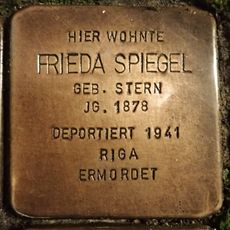 HIER WOHNTE
FRIEDA SPIEGEL
GEB. STERN
JG. 1878
DEPORTIERT 1941
RIGA
ERMORDET